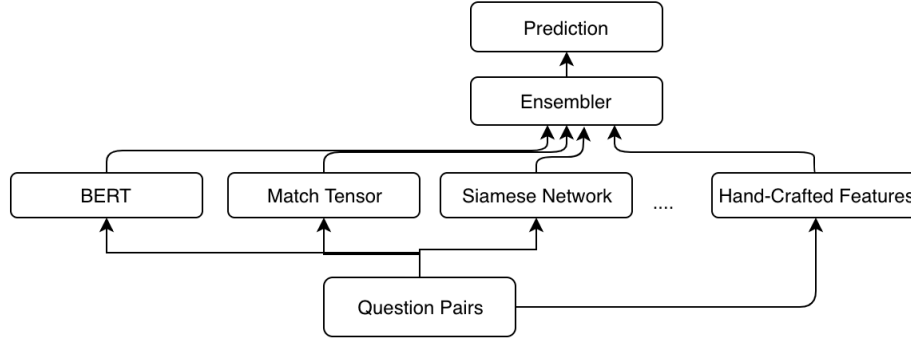 Prediction
Ensembler
BERT
Match Tensor
Siamese Network
....
Hand-Crafted Features
Question Pairs